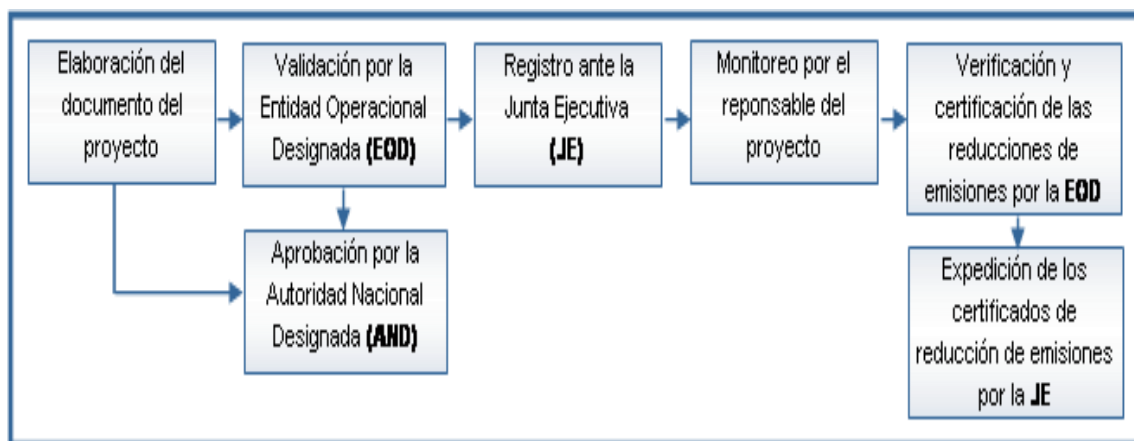 Elaboración del
documento del
proyecto
Validación por la
Entidad Operacional
Designada (EOD)
Registro ante la
Junta Ejecutiva
(JE)
Monitoreo por el
reponsable del
proyecto
Verificación y
certificación de las
reducciones de
emisiones por la EOD
Aprobación por la
Autoridad Nacional
Designada (AND)
Expedición de los
certificados de
reducción de emisiones
por la JE